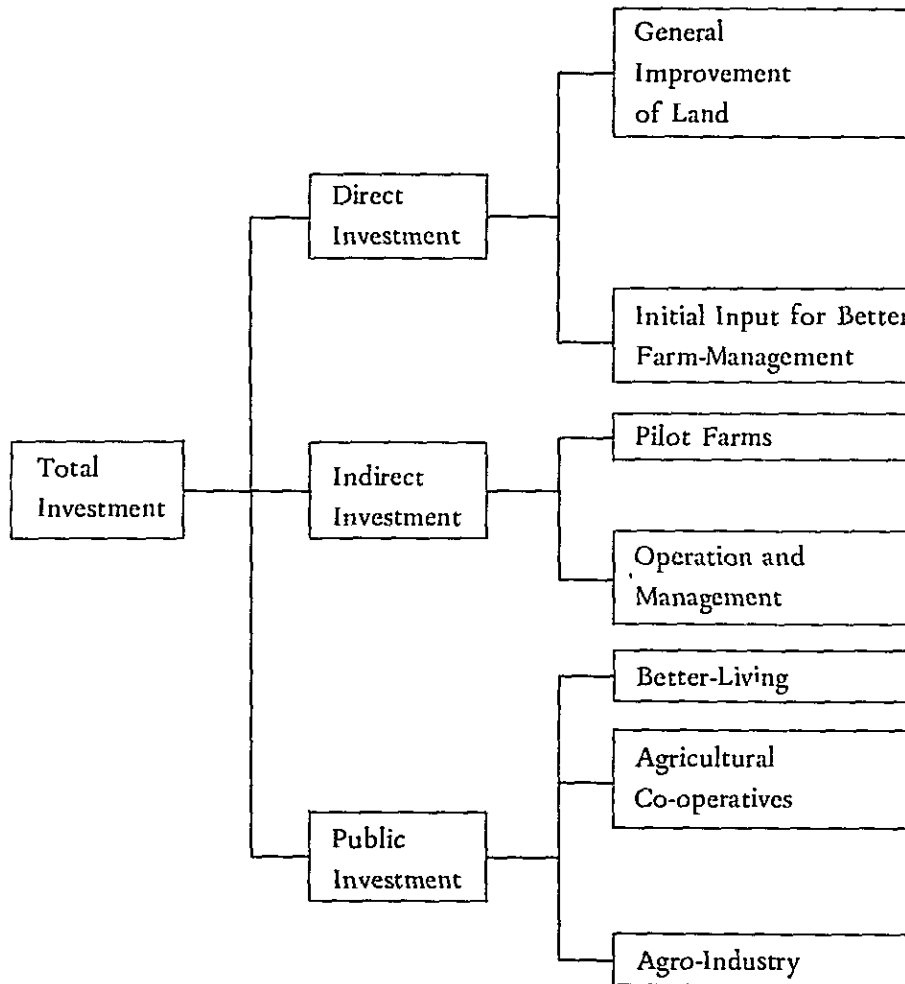 General
Improvement
of Land
Direct
Investment
Initial Input for Better
Farm-Management
Total
Investment
Indirect
Investment
Pilot Farms
Operation and
Management
Public
Investment
Better-Living
Agricultural
Co-operatives
Agro-Industry